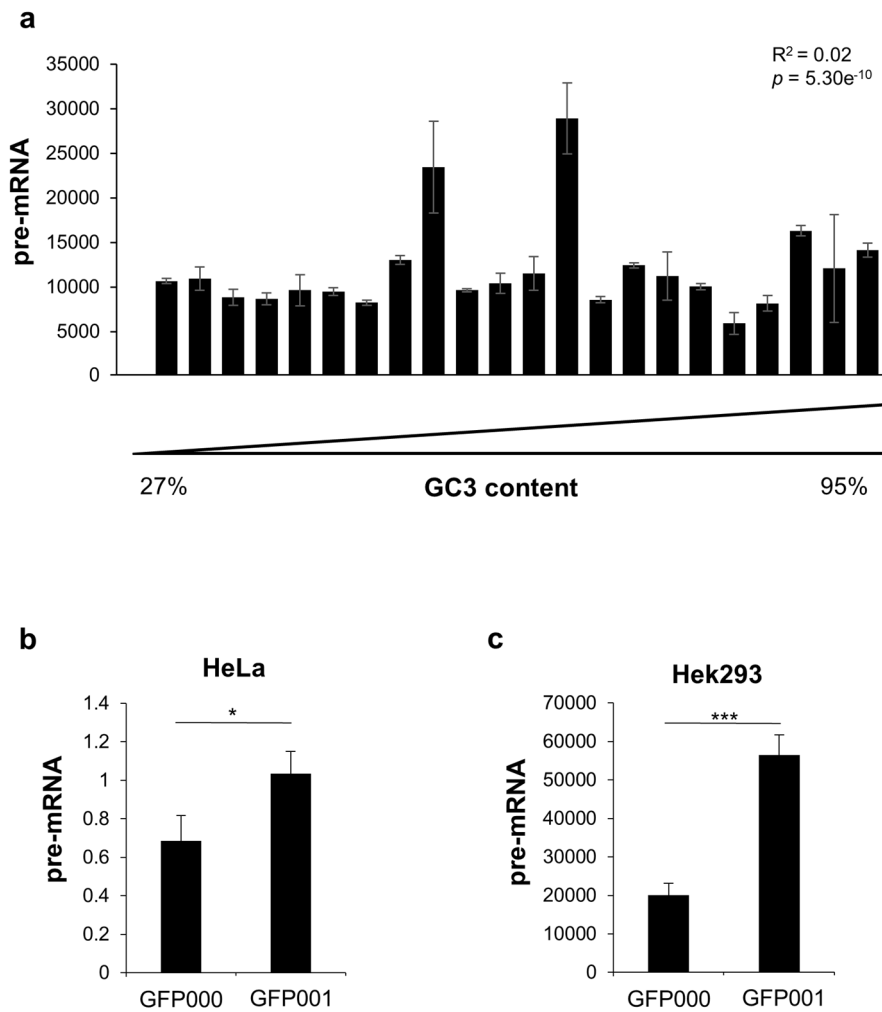 a
R² = 0.02
p = 5.30e⁻¹⁰
pre-mRNA
35000
30000
25000
20000
15000
10000
5000
0
27%
GC3 content
95%
b
HeLa
*
pre-mRNA
1.4
1.2
1
0.8
0.6
0.4
0.2
0
GFP000
GFP001
c
Hek293
***
pre-mRNA
70000
60000
50000
40000
30000
20000
10000
0
GFP000
GFP001